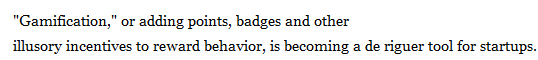 "Gamification," or adding points, badges and other
illusory incentives to reward behavior, is becoming a de riguer tool for startups.